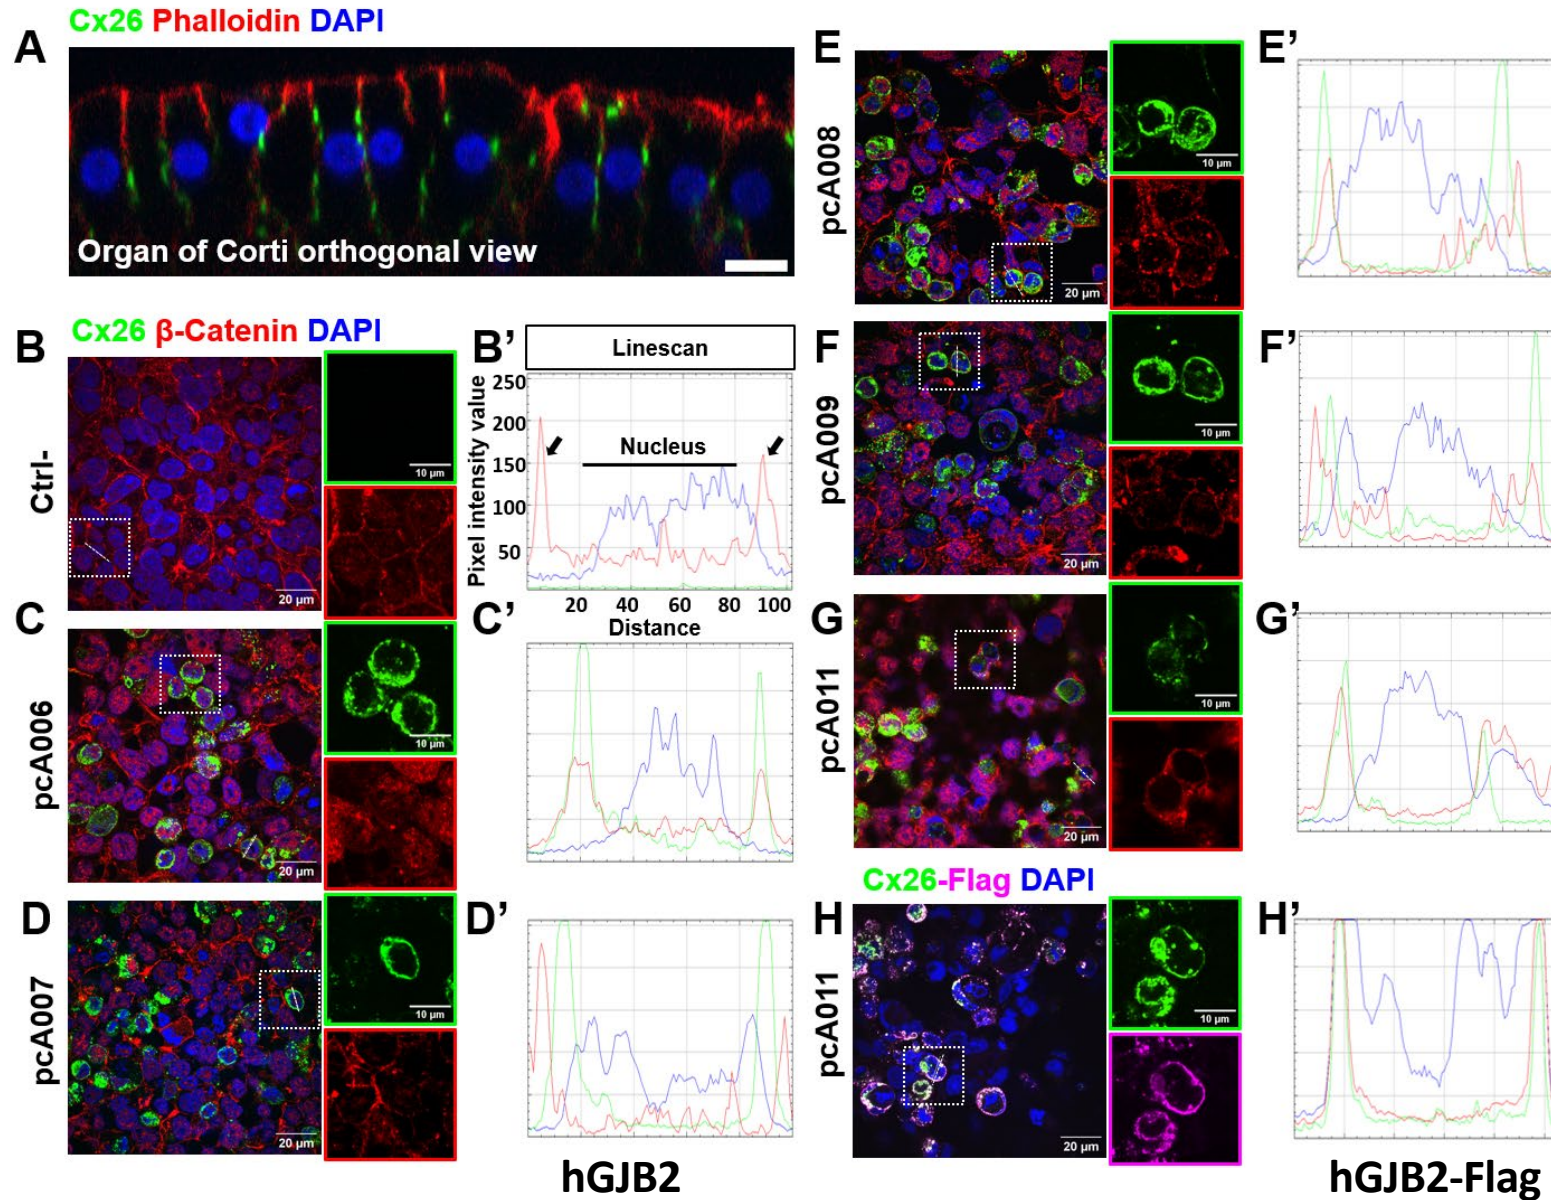 Cx26 Phalloidin DAPI
A
Organ of Corti orthogonal view
Cx26 β-Catenin DAPI
B
Ctrl-
10 µm
20 µm
B’
Linescan
Pixel intensity value
250
200
150
100
50
Nucleus
20 40 60 80 100
Distance
C
pcA006
10 µm
20 µm
C’
D
pcA007
10 µm
20 µm
D’
hGJB2
E
pcA008
10 µm
20 µm
E’
F
pcA009
10 µm
20 µm
F’
G
pcA011
10 µm
20 µm
G’
Cx26-Flag DAPI
H
pcA011
10 µm
20 µm
H’
hGJB2-Flag